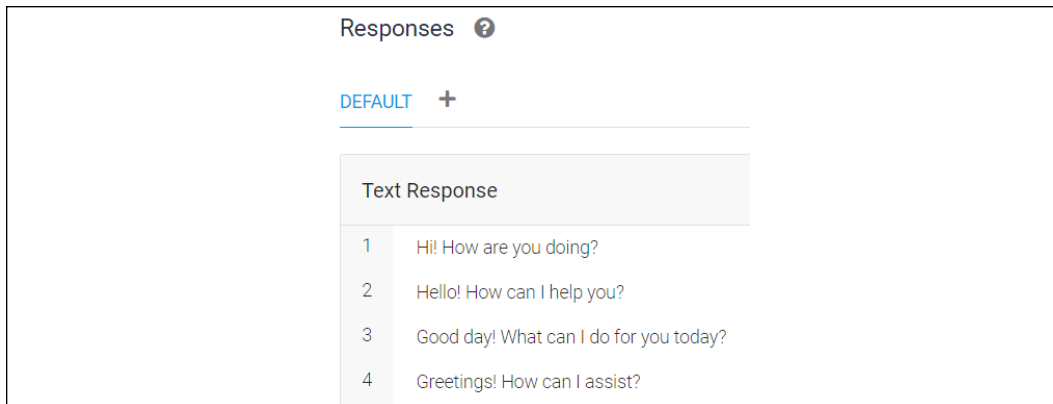 Responses ?
DEFAULT +
Text Response
1 Hi! How are you doing?
2 Hello! How can I help you?
3 Good day! What can I do for you today?
4 Greetings! How can I assist?